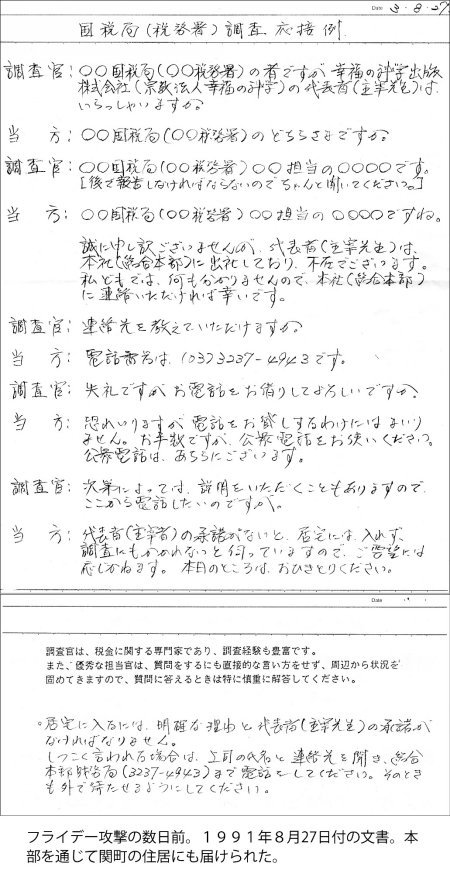 Date 3・8・27
国税局(税務署)調査応接例
調査官：○○国税局(○○税務署)の者ですが幸福の科学出版
株式会社(宗教法人幸福の科学)の代表者(主宰先生)は、
いらっしゃいますか?
当　方：○○国税局(○○税務署)のどちらさまですか?
調査官：○○国税局(○○税務署)○○担当の○○○○です。
[後で報告しなければならないのでちゃんと聞いてください。]
当　方：○○国税局(○○税務署)○○担当の○○○○ですね。
誠に申し訳ございませんが、代表者(主宰先生)は、
本社(総合本部)に出社しており、不在でございます。
私どもでは、何も分かりませんので、本社(総合本部)
に連絡いただければ幸いです。
調査官：連絡先を教えていただけますか?
当　方：電話番号は、(03)3237-4943です。
調査官：失礼ですがお電話をお借りしてよろしいですか?
当　方：恐れいりますが電話をお貸しするわけにはまいり
ません。お手数ですが、公衆電話をお使いください。
公衆電話は、あちらにございます。
調査官：次第によっては、説明をいただくこともありますので、
ここから電話したいのですが。
当　方：代表者(主宰者)の承諾がないと、居宅には、入れず、
調査にもかかれないと伺っていますので、ご要望には
応じかねます。本日のところは、おひきとりください。
Date
調査官は、税金に関する専門家であり、調査経験も豊富です。
また、優秀な担当官は、質問をするにも直接的な言い方をせず、周辺から状況を
固めてきますので、質問に答えるときは特に慎重に解答してください。
。居宅に入るには、明確な理由と代表者(主宰先生)の承諾が
なければなりません。
しつこく言われる場合は、上司の氏名と連絡先を聞き、総合
本部財務局(3237-4943)まで電話をしてください。そのとき
も外で待たせるようにしてください。
フライデー攻撃の数日前。１９９１年８月27日付の文書。本
部を通じて関町の住居にも届けられた。